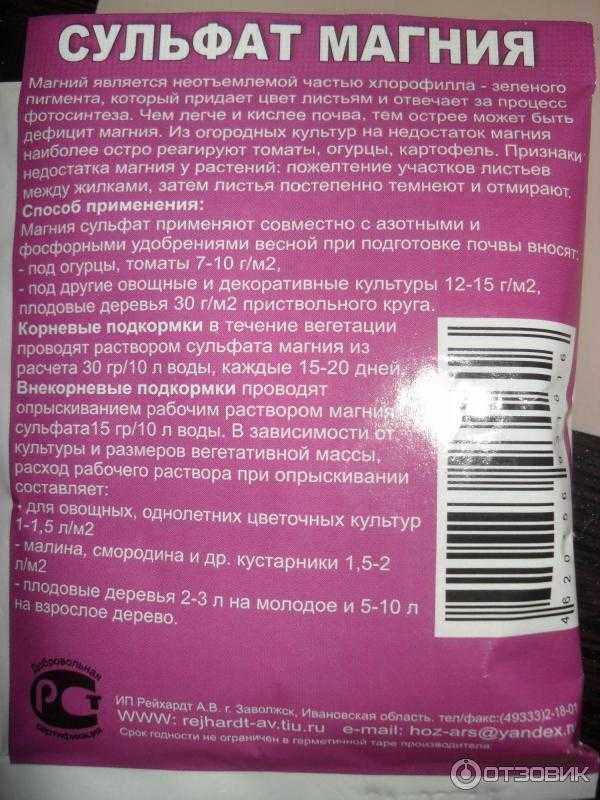 СУЛЬФАТ МАГНИЯ
Магний является неотъемлемой частью хлорофилла - зеленого
пигмента, который придает цвет листьям и отвечает за процесс
фотосинтеза. Чем легче и кислее почва, тем острее может быть
дефицит магния. Из огородных культур на недостаток магния
наиболее остро реагируют томаты, огурцы, картофель. Признаки
недостатка магния у растений: пожелтение участков листьев
между жилками, затем листья постепенно темнеют и отмирают.
Способ применения:
Магния сульфат применяют совместно с азотными и
фосфорными удобрениями весной при подготовке почвы вносят:
- под огурцы, томаты 7-10 г/м2,
- под другие овощные и декоративные культуры 12-15 г/м2,
плодовые деревья 30 г/м2 приствольного круга.
Корневые подкормки в течение вегетации
проводят раствором сульфата магния из
расчета 30 гр/10 л воды, каждые 15-20 дней.
Внекорневые подкормки проводят
опрыскиванием рабочим раствором магния
сульфата15 гр/10 л воды. В зависимости от
культуры и размеров вегетативной массы,
расход рабочего раствора при опрыскивании
составляет:
- для овощных, однолетних цветочных культур
1-1,5 л/м2
- малина, смородина и др. кустарники 1,5-2
л/м2
- плодовые деревья 2-3 л на молодое и 5-10 л
на взрослое дерево.
Добровольная
РСТ
сертификация
ИП Рейхардт А.В. г. Заволжск, Ивановская область. тел/факс:(49333)2-18-01
WWW: rejhardt-av.tiu.ru e-mail: hoz-ars@yandex.r
Срок годности не ограничен в герметичной таре производителя.
ОТЗОВИК